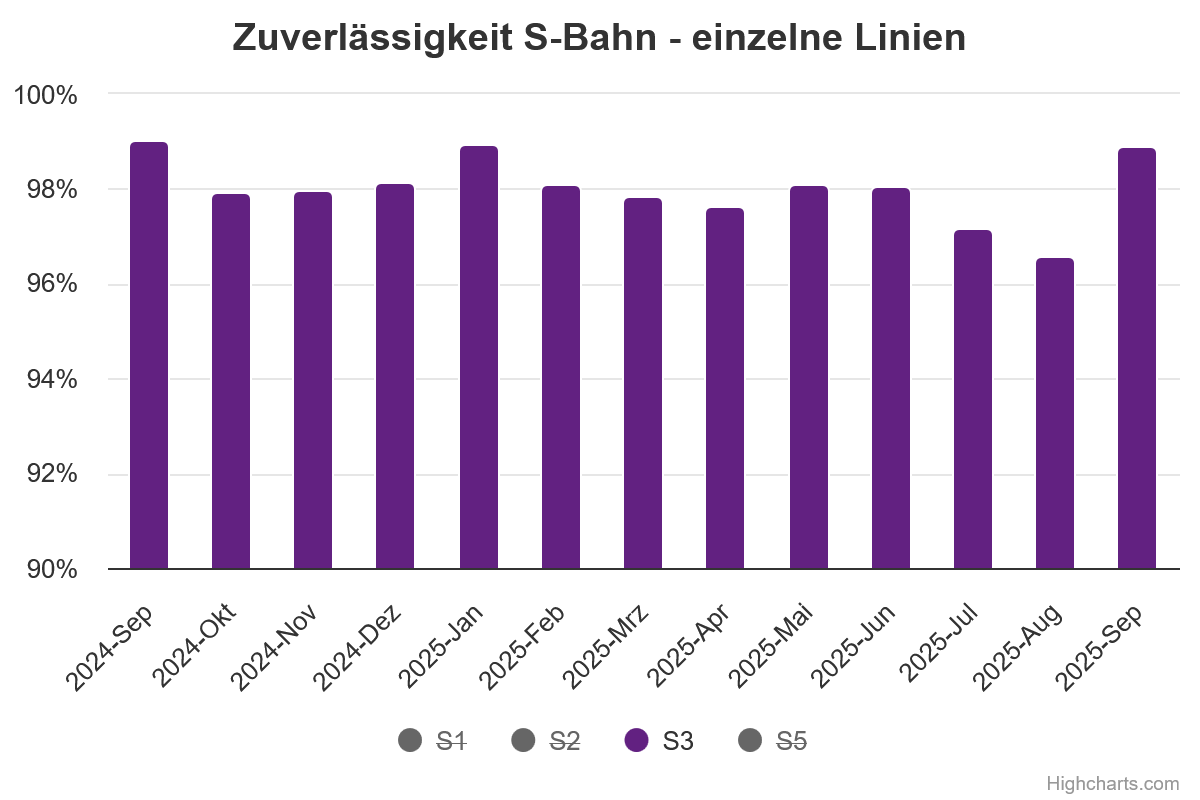 Zuverlässigkeit S-Bahn - einzelne Linien
100%
98%
96%
94%
92%
90%
2024-Sep
2024-Okt
2024-Nov
2024-Dez
2025-Jan
2025-Feb
2025-Mrz
2025-Apr
2025-Mai
2025-Jun
2025-Jul
2025-Aug
2025-Sep
S1 S2 S3 S5
Highcharts.com